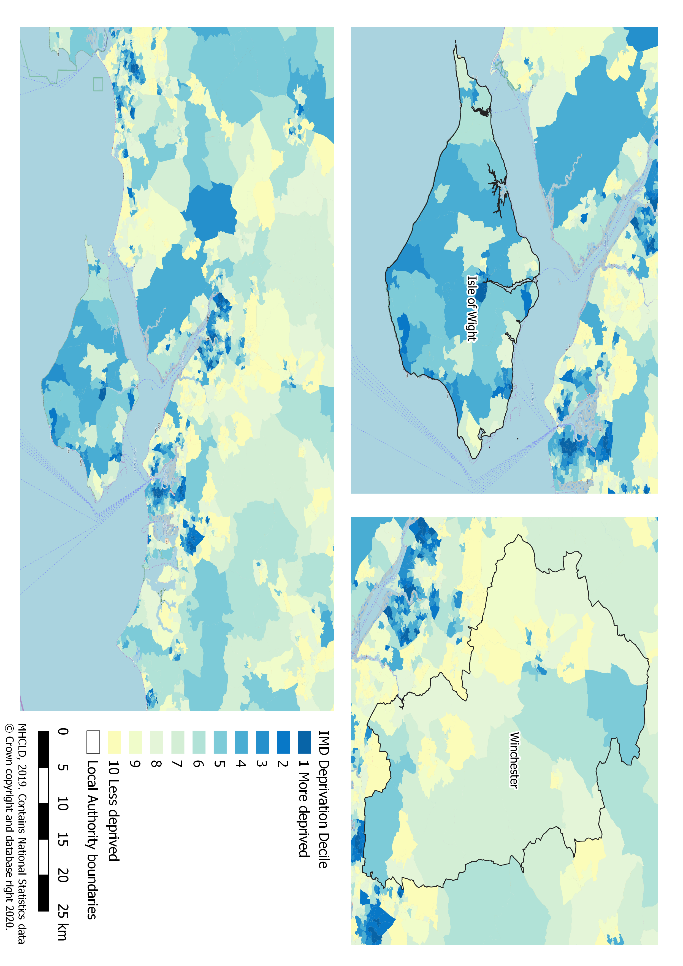 Isle of Wight
Winchester
IMD Deprivation Decile
1 More deprived
2
3
4
5
6
7
8
9
10 Less deprived
Local Authority boundaries
0 5 10 15 20 25 km
MHCLD, 2019. Contains National Statistics data
© Crown copyright and database right 2020.